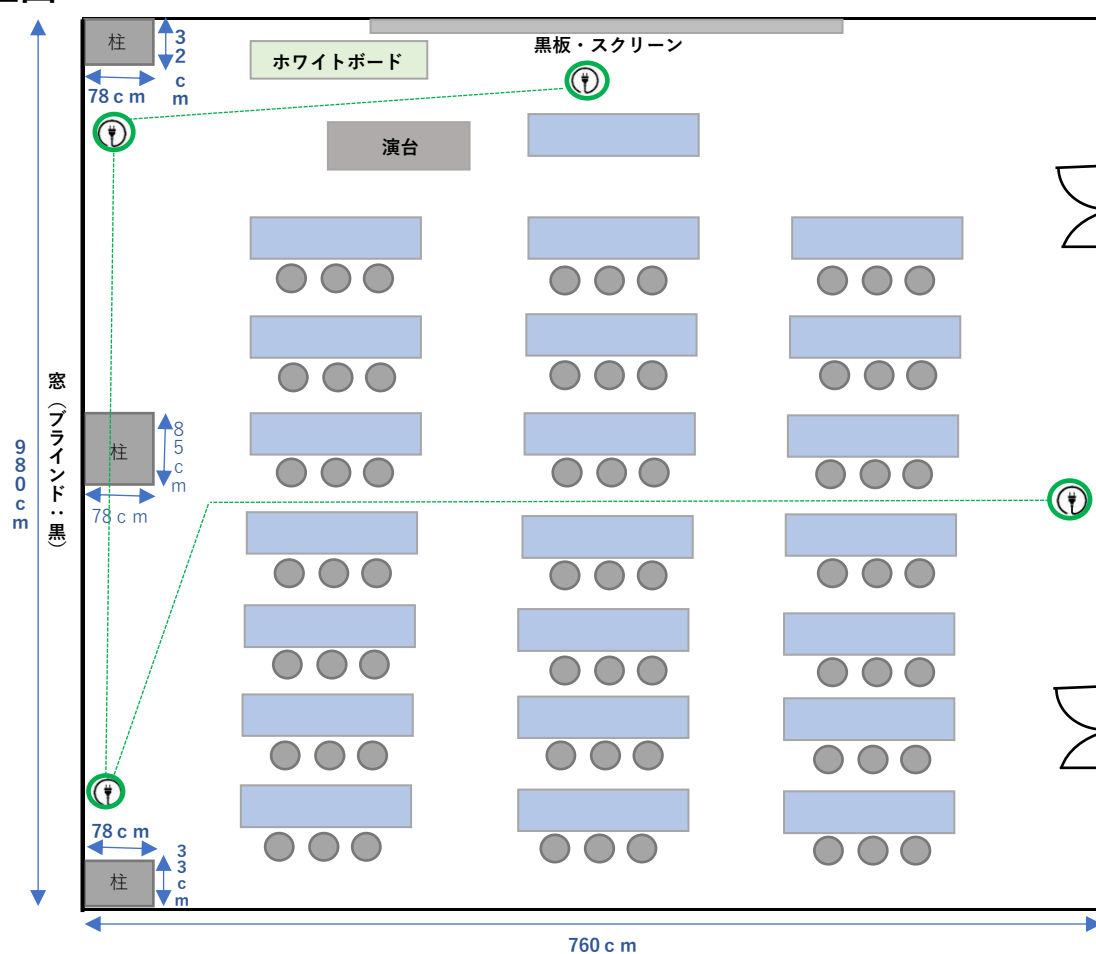 柱
32cm
ホワイトボード
黒板・スクリーン
78cm
演台
窓(ブラインド:黒)
980cm
柱
85cm
78cm
78cm
33cm
柱
760cm